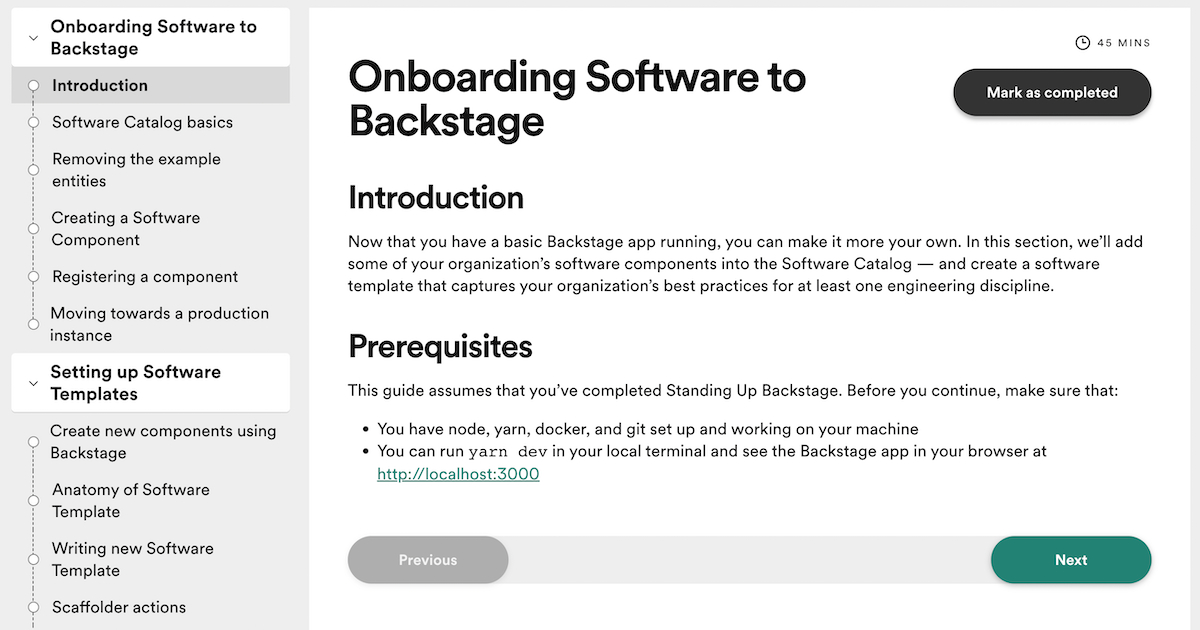 Onboarding Software to
Backstage
Introduction
Software Catalog basics
Removing the example
entities
Creating a Software
Component
Registering a component
Moving towards a production
instance
Setting up Software
Templates
Create new components using
Backstage
Anatomy of Software
Template
Writing new Software
Template
Scaffolder actions
45 MINS
Onboarding Software to
Backstage
Mark as completed
Introduction
Now that you have a basic Backstage app running, you can make it more your own. In this section, we’ll add
some of your organization’s software components into the Software Catalog — and create a software
template that captures your organization’s best practices for at least one engineering discipline.
Prerequisites
This guide assumes that you’ve completed Standing Up Backstage. Before you continue, make sure that:
• You have node, yarn, docker, and git set up and working on your machine
• You can run yarn dev in your local terminal and see the Backstage app in your browser at
http://localhost:3000
Previous
Next